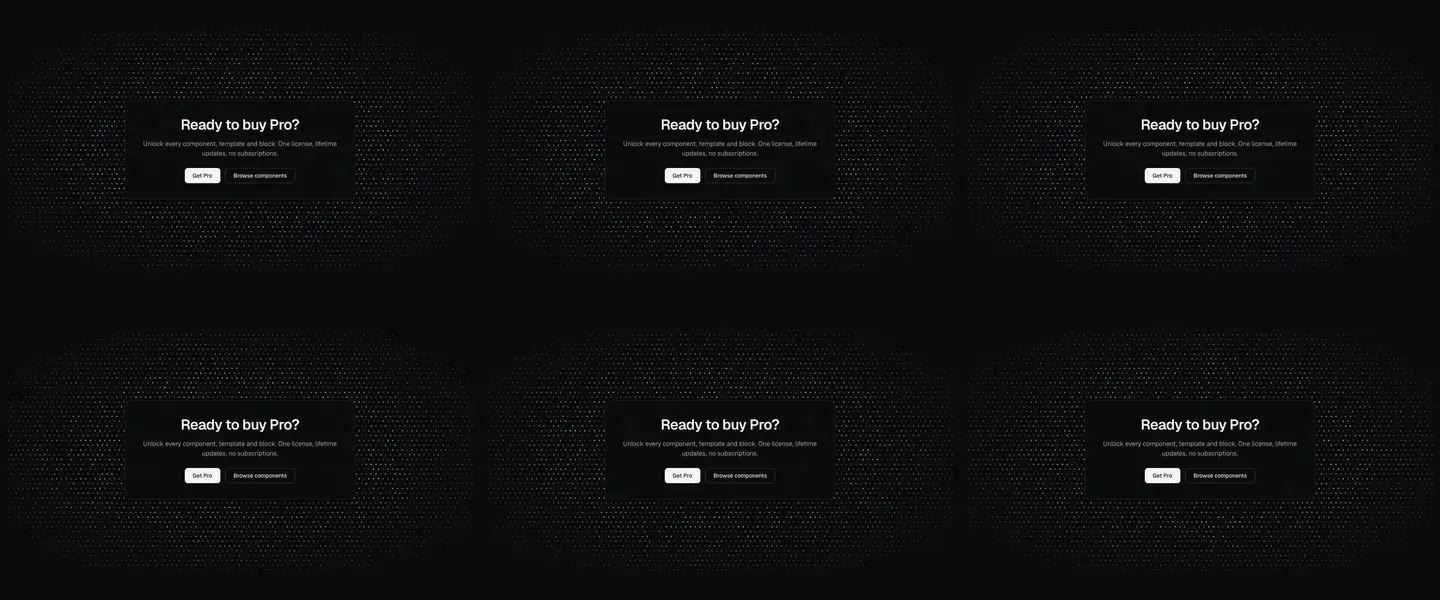 Ready to buy Pro?
Unlock every component, template and block. One license, lifetime
updates, no subscriptions.
Get Pro
Browse components
Ready to buy Pro?
Unlock every component, template and block. One license, lifetime
updates, no subscriptions.
Get Pro
Browse components
Ready to buy Pro?
Unlock every component, template and block. One license, lifetime
updates, no subscriptions.
Get Pro
Browse components
Ready to buy Pro?
Unlock every component, template and block. One license, lifetime
updates, no subscriptions.
Get Pro
Browse components
Ready to buy Pro?
Unlock every component, template and block. One license, lifetime
updates, no subscriptions.
Get Pro
Browse components
Ready to buy Pro?
Unlock every component, template and block. One license, lifetime
updates, no subscriptions.
Get Pro
Browse components